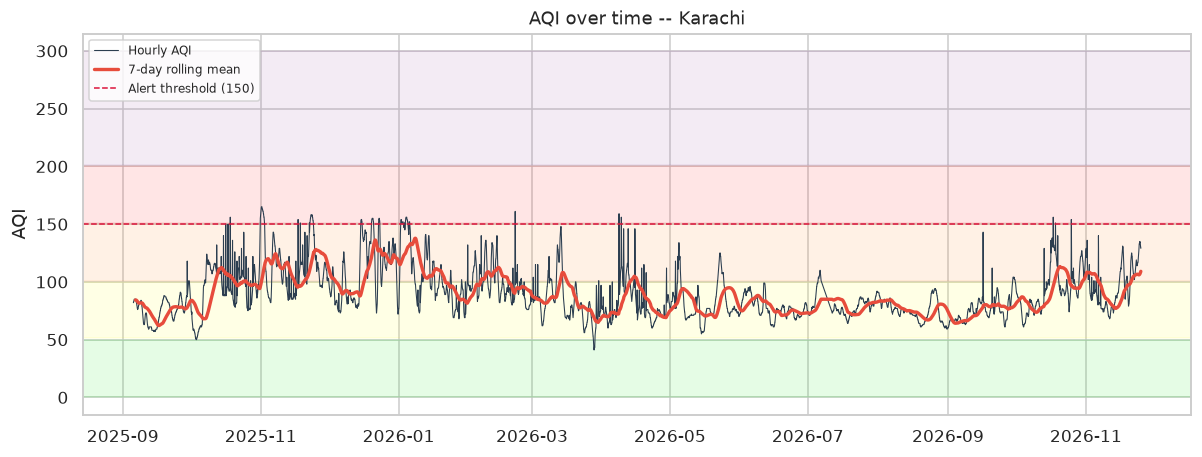 AQI over time -- Karachi
Hourly AQI
7-day rolling mean
Alert threshold (150)
AQI
300
250
200
150
100
50
0
2025-09 2025-11 2026-01 2026-03 2026-05 2026-07 2026-09 2026-11